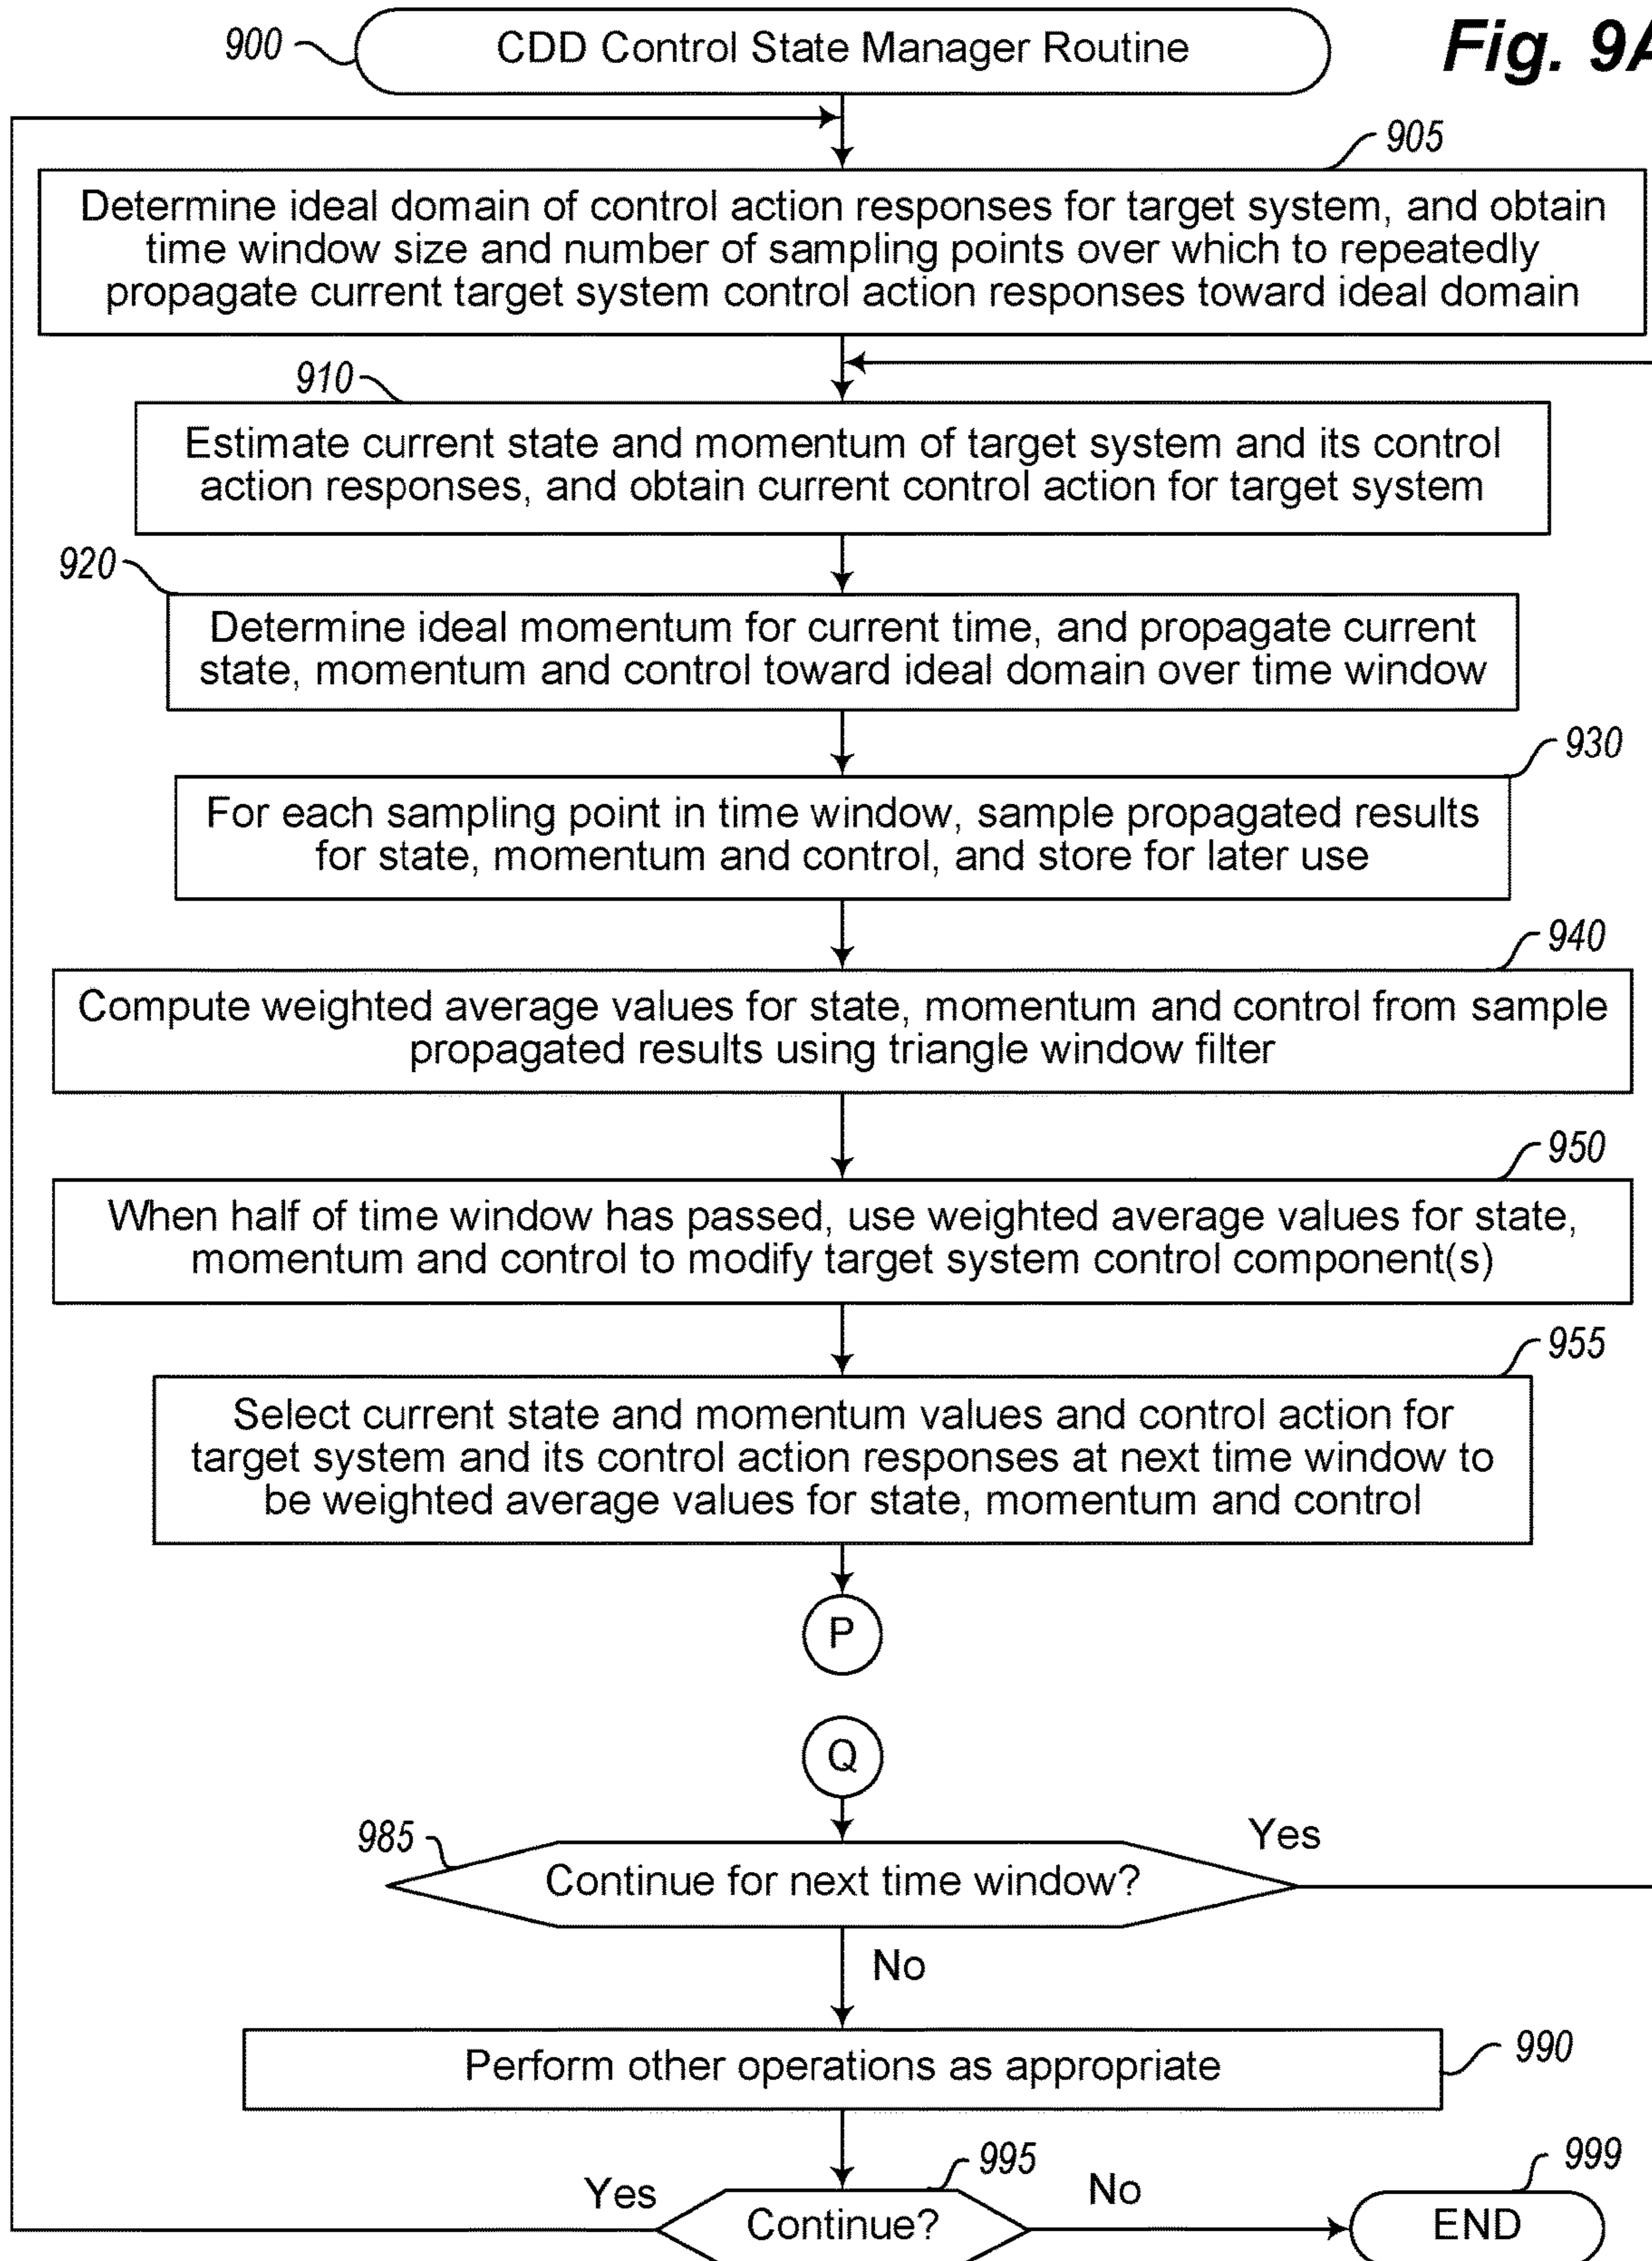 900
CDD Control State Manager Routine
Fig. 9A
905
Determine ideal domain of control action responses for target system, and obtain
time window size and number of sampling points over which to repeatedly
propagate current target system control action responses toward ideal domain
910
Estimate current state and momentum of target system and its control
action responses, and obtain current control action for target system
920
Determine ideal momentum for current time, and propagate current
state, momentum and control toward ideal domain over time window
930
For each sampling point in time window, sample propagated results
for state, momentum and control, and store for later use
940
Compute weighted average values for state, momentum and control from sample
propagated results using triangle window filter
950
When half of time window has passed, use weighted average values for state,
momentum and control to modify target system control component(s)
955
Select current state and momentum values and control action for
target system and its control action responses at next time window to
be weighted average values for state, momentum and control
P
Q
985
Yes
Continue for next time window?
No
Perform other operations as appropriate
990
995
999
Yes
No
Continue?
END